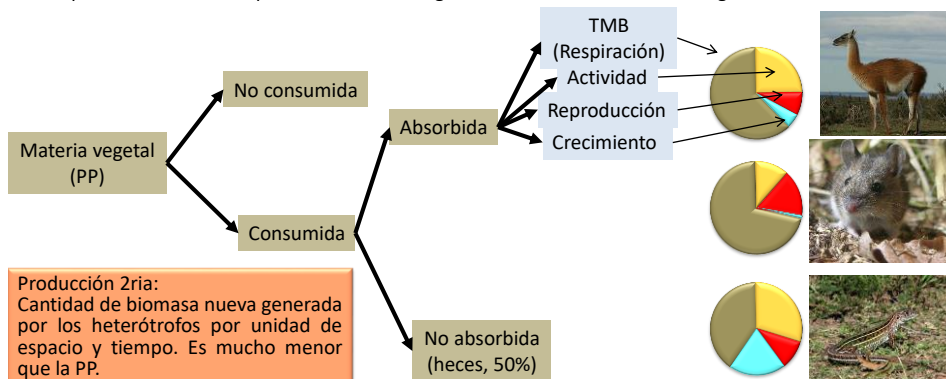 TMB
(Respiración)
Actividad
Reproducción
Crecimiento
No consumida
Absorbida
Materia vegetal
(PP)
Consumida
No absorbida
(heces, 50%)
Producción 2ria:
Cantidad de biomasa nueva generada
por los heterótrofos por unidad de
espacio y tiempo. Es mucho menor
que la PP.